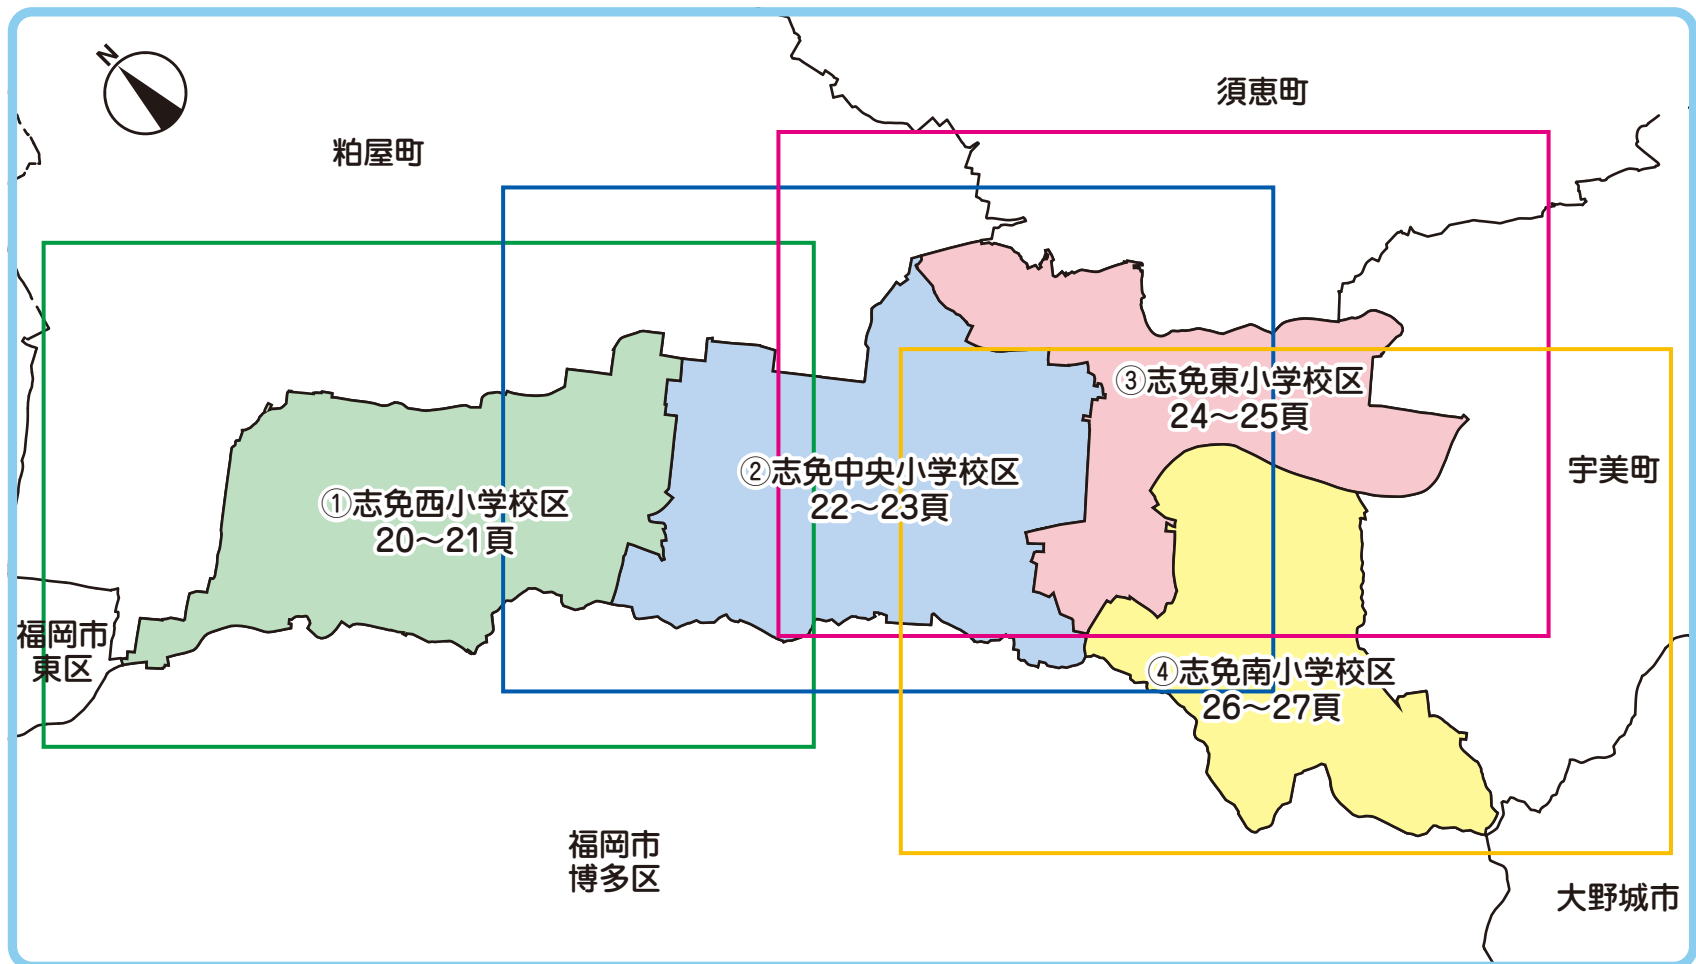 N
須恵町
粕屋町
③志免東小学校区
24～25頁
②志免中央小学校区
22～23頁
宇美町
①志免西小学校区
20～21頁
福岡市
東区
④志免南小学校区
26～27頁
福岡市
博多区
大野城市